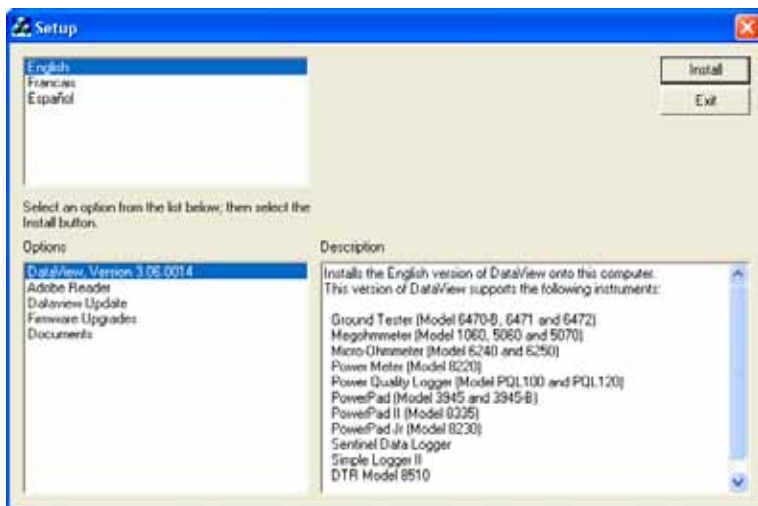 Setup
English
Francais
Español
Install
Exit
Select an option from the list below, then select the
Install button.
Options
DataView, Version 3.06.0014
Adobe Reader
Dataview Update
Firmware Upgrades
Documents
Description
Installs the English version of DataView onto this computer.
This version of DataView supports the following instruments:
Ground Tester (Model 6470-B, 6471 and 6472)
Megohmmeter (Model 1060, 5060 and 5070)
Micro-Ohmmeter (Model 6240 and 6250)
Power Meter (Model 8220)
Power Quality Logger (Model PQL100 and PQL120)
PowerPad (Model 3945 and 3945-B)
PowerPad II (Model 8335)
PowerPad Jr (Model 8230)
Sentinel Data Logger
Simple Logger II
DTR Model 8510